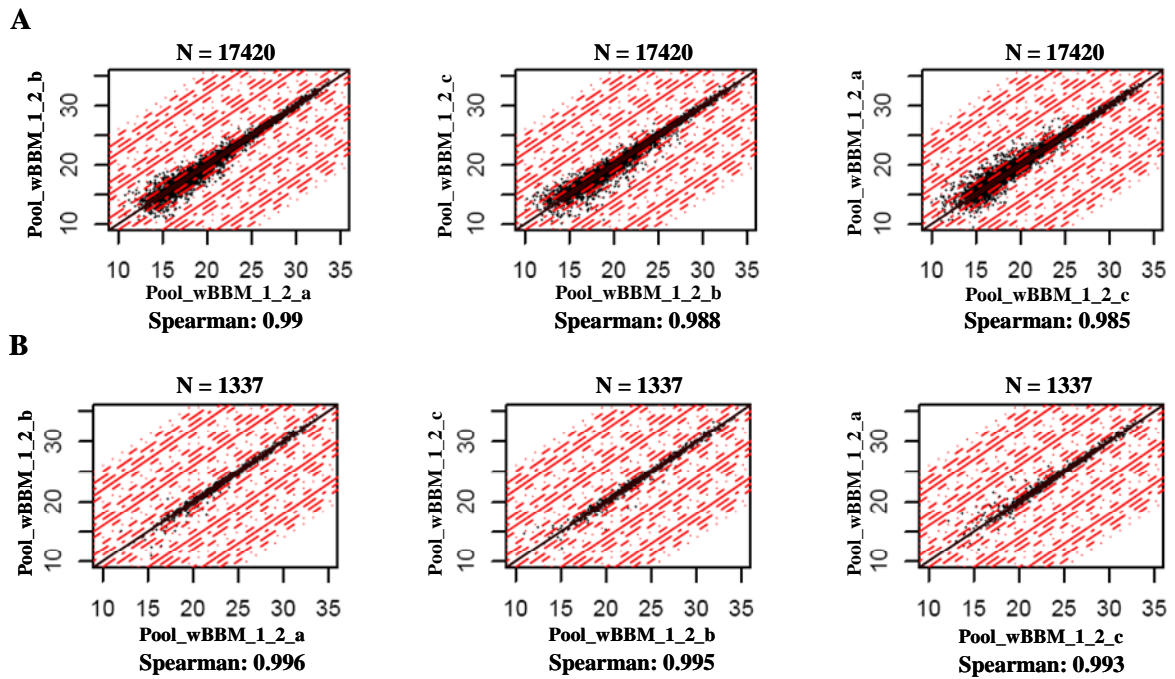 A
N = 17420 N = 17420 N = 17420
Pool_wBBM_1_2_b
10 20 30
10 15 20 25 30 35
Pool_wBBM_1_2_a
Spearman: 0.99
Pool_wBBM_1_2_c
10 20 30
10 15 20 25 30 35
Pool_wBBM_1_2_b
Spearman: 0.988
Pool_wBBM_1_2_a
10 20 30
10 15 20 25 30 35
Pool_wBBM_1_2_c
Spearman: 0.985
B
N = 1337 N = 1337 N = 1337
Pool_wBBM_1_2_b
10 20 30
10 15 20 25 30 35
Pool_wBBM_1_2_a
Spearman: 0.996
Pool_wBBM_1_2_c
10 20 30
10 15 20 25 30 35
Pool_wBBM_1_2_b
Spearman: 0.995
Pool_wBBM_1_2_a
10 20 30
10 15 20 25 30 35
Pool_wBBM_1_2_c
Spearman: 0.993